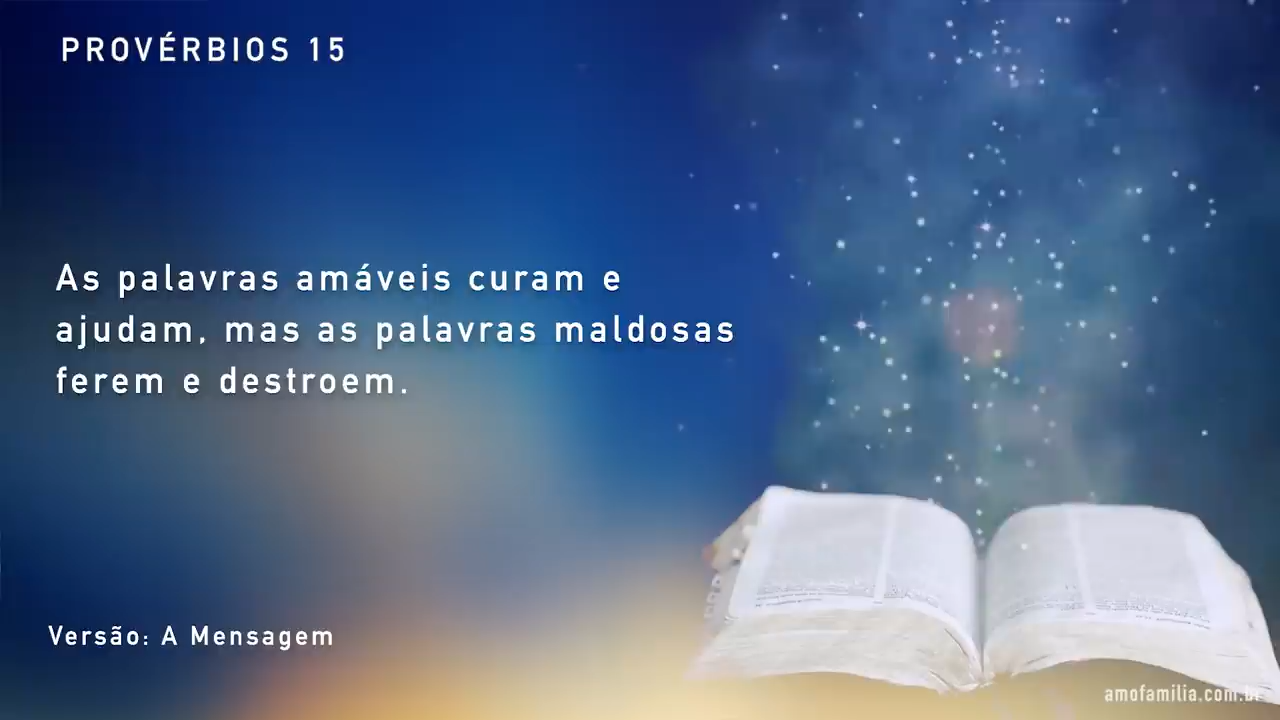 PROVÉRBIOS 15
As palavras amáveis curam e
ajudam, mas as palavras maldosas
ferem e destroem.
Versão: A Mensagem
amofamilia.com.br